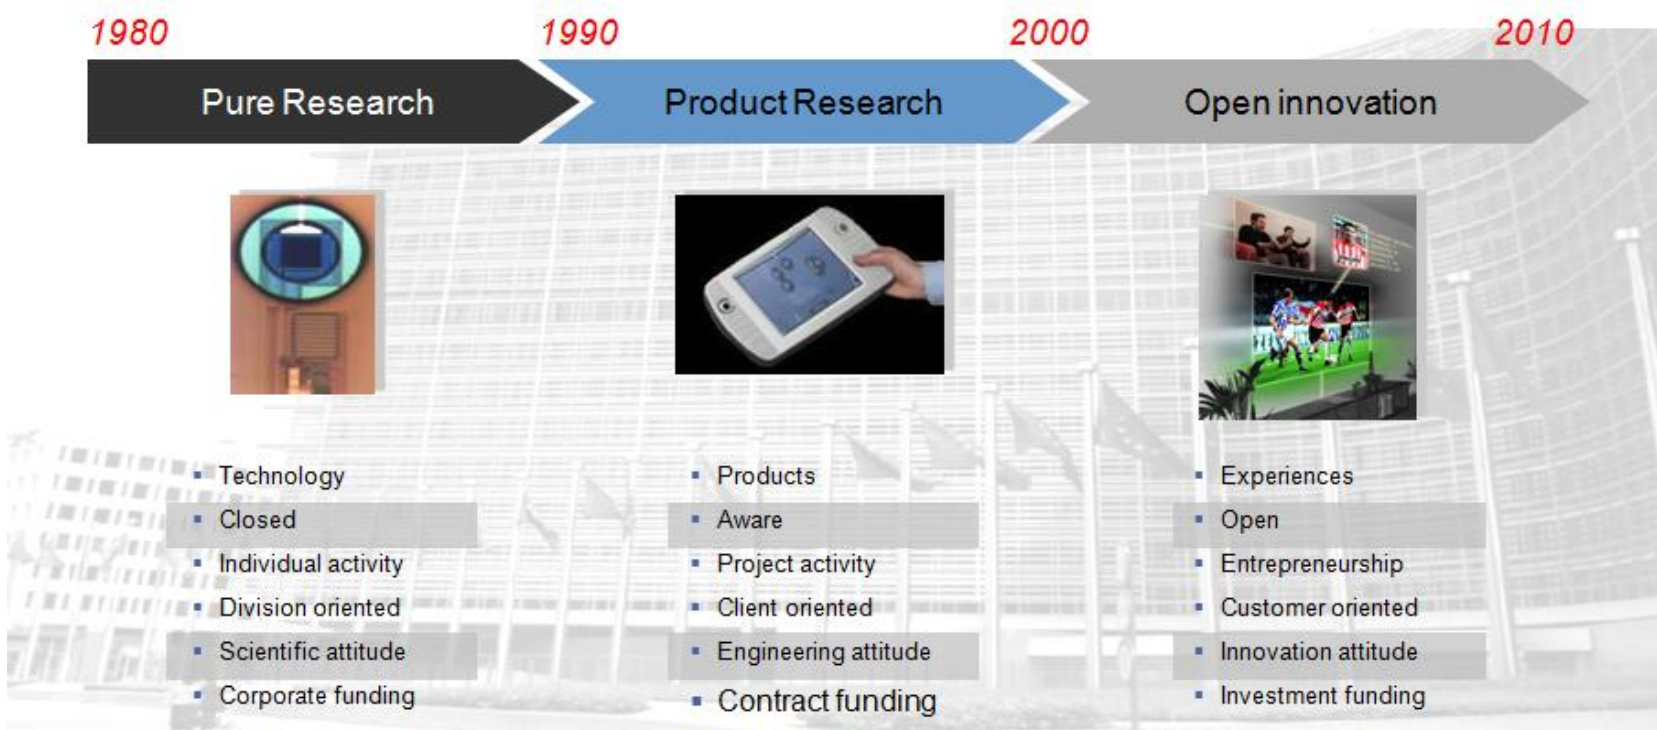 1980 1990 2000 2010
Pure Research Product Research Open innovation
Technology
Closed
Individual activity
Division oriented
Scientific attitude
Corporate funding
Products
Aware
Project activity
Client oriented
Engineering attitude
Contract funding
Experiences
Open
Entrepreneurship
Customer oriented
Innovation attitude
Investment funding